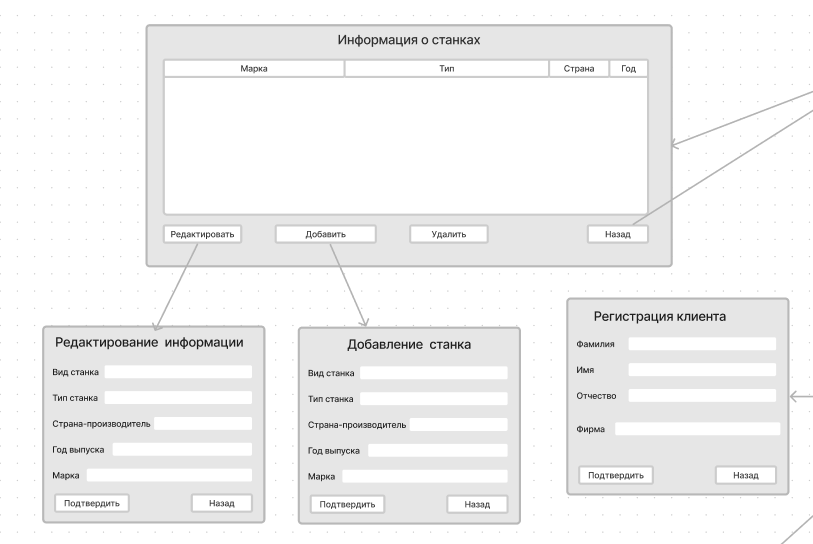 Информация о станках
Марка Тип Страна Год
Редактировать Добавить Удалить Назад
Редактирование информации
Вид станка
Тип станка
Страна-производитель
Год выпуска
Марка
Подтвердить Назад
Добавление станка
Вид станка
Тип станка
Страна-производитель
Год выпуска
Марка
Подтвердить Назад
Регистрация клиента
Фамилия
Имя
Отчество
Фирма
Подтвердить Назад